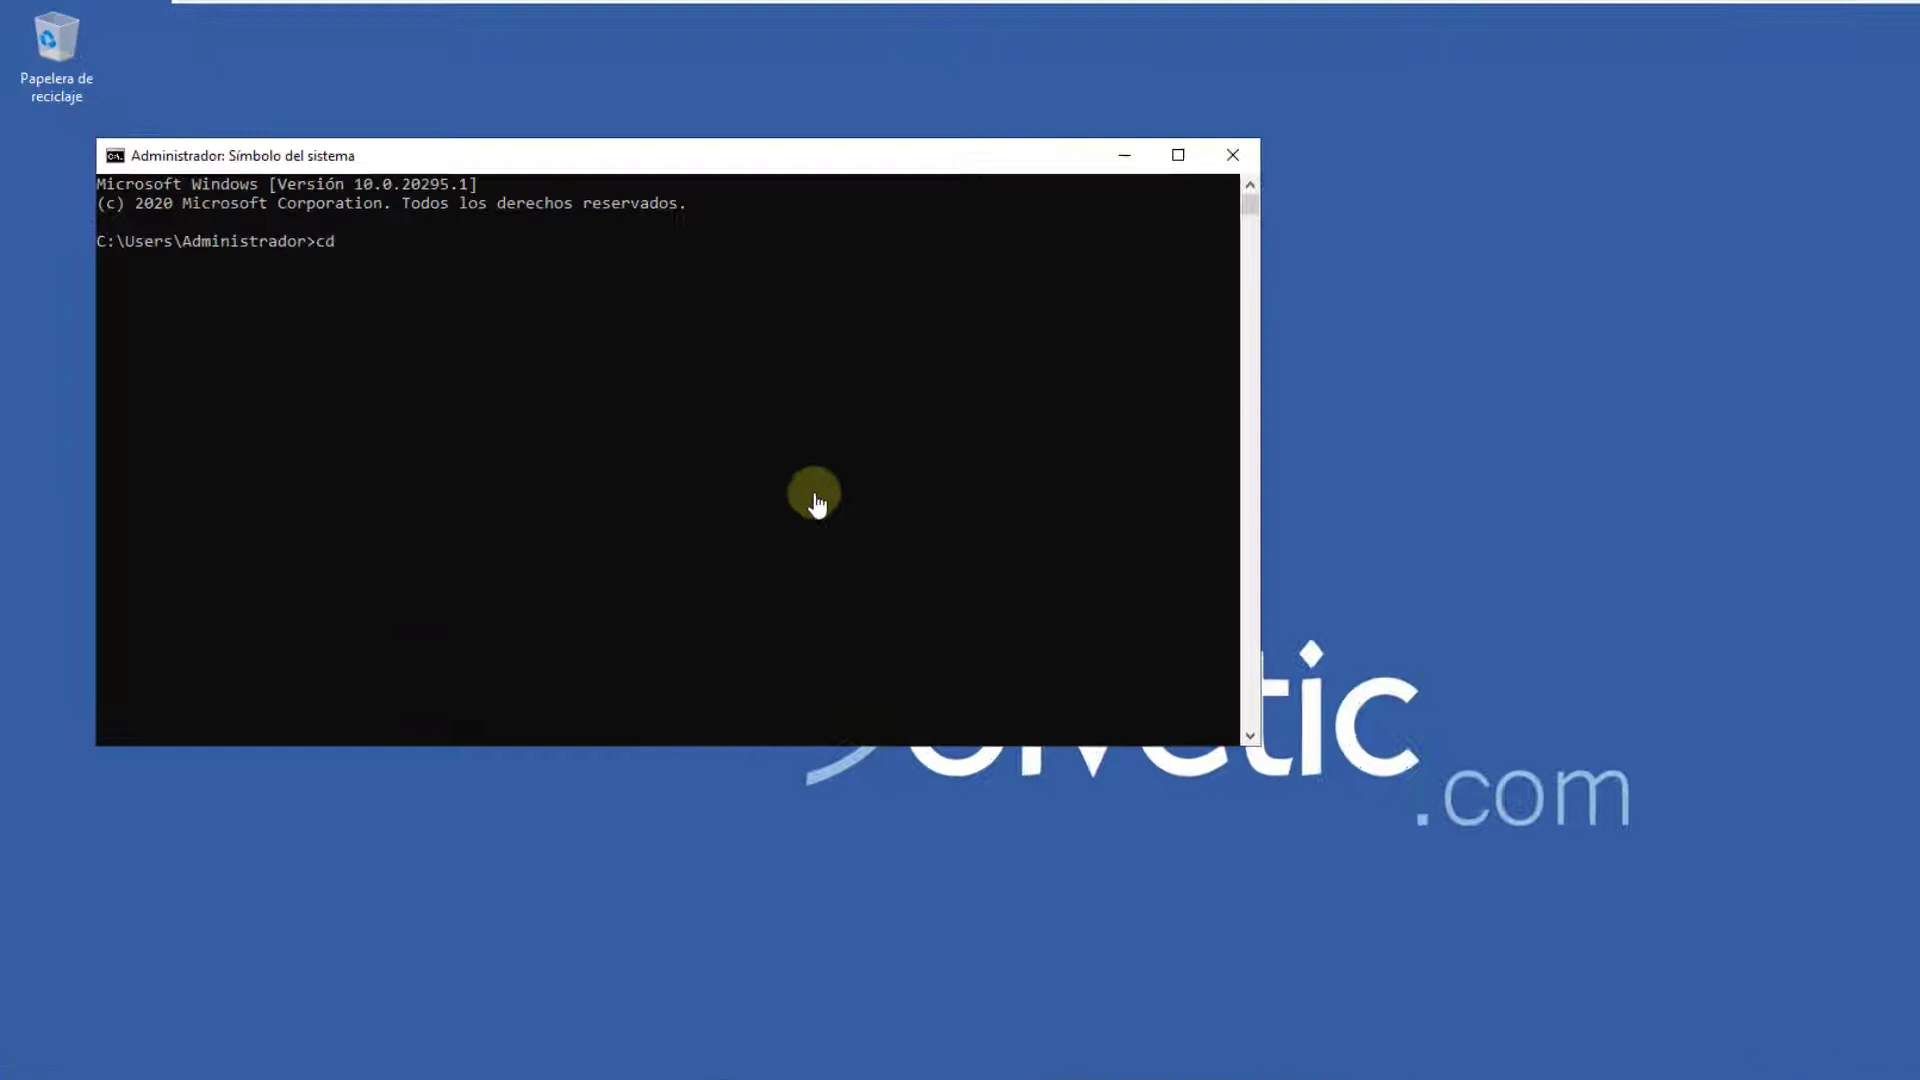 Papelera de
reciclaje
Administrador: Símbolo del sistema
Microsoft Windows [Versión 10.0.20295.1]
(c) 2020 Microsoft Corporation. Todos los derechos reservados.
C:\Users\Administrador>cd
.com